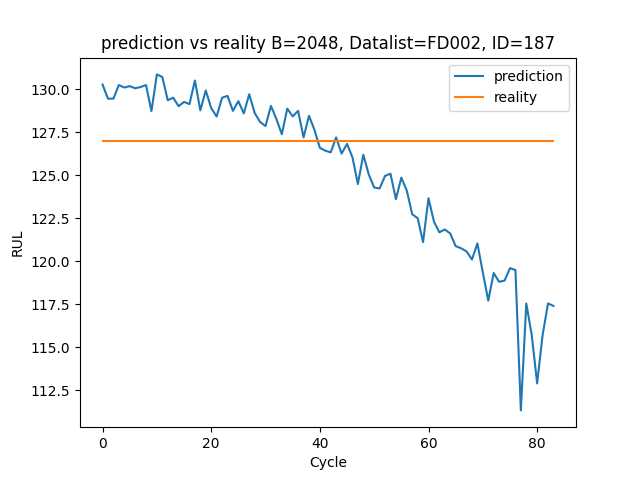 prediction vs reality B=2048, Datalist=FD002, ID=187
prediction
reality
130.0
127.5
125.0
122.5
120.0
117.5
115.0
112.5
RUL
0 20 40 60 80
Cycle